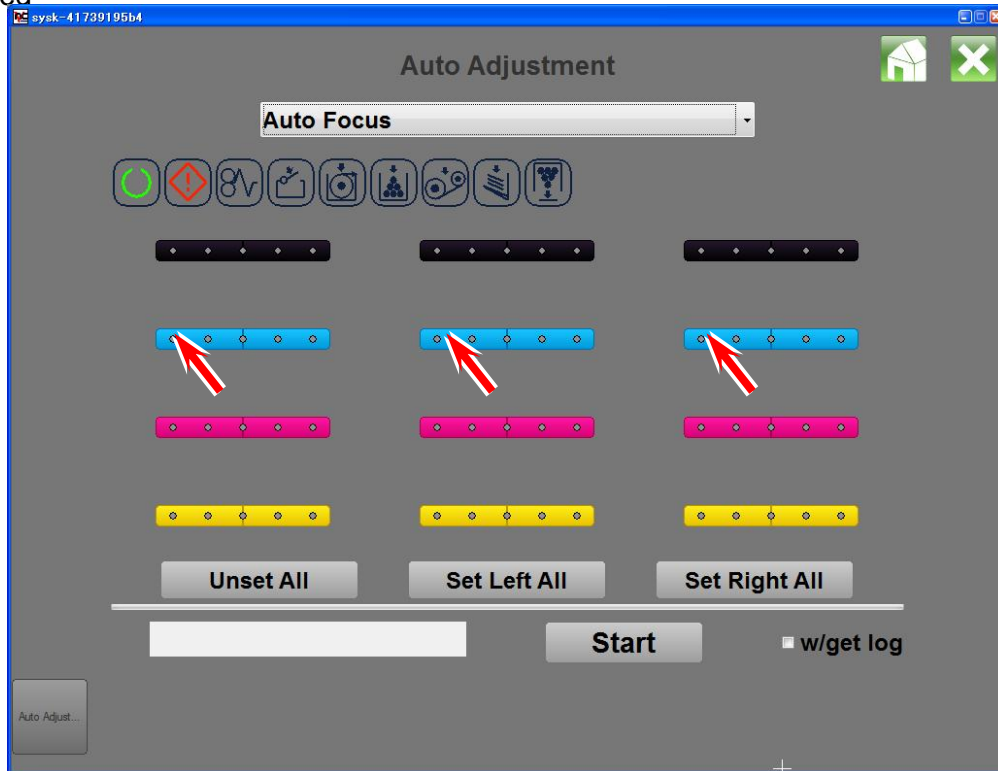 sysk-41739195b4
Auto Adjustment
Auto Focus
Unset All
Set Left All
Set Right All
Start
w/get log
Auto Adjust...